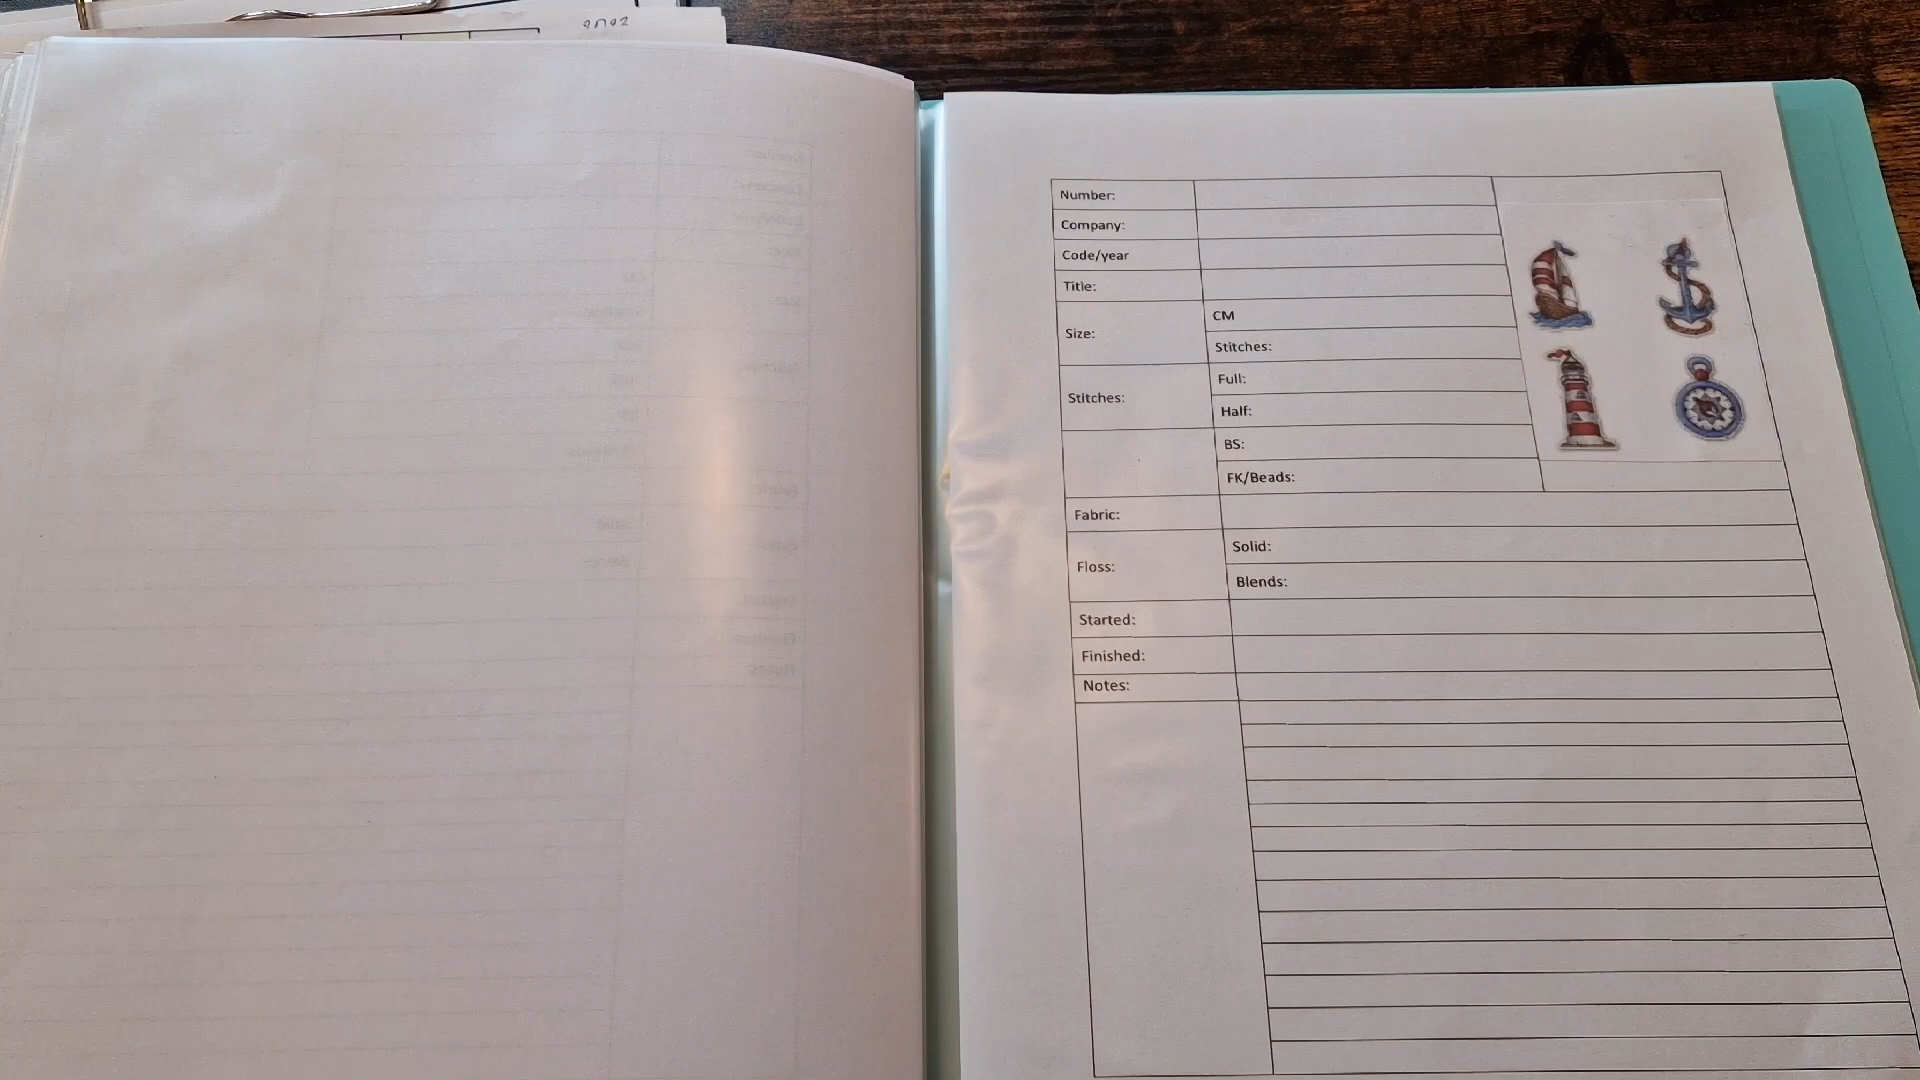 Number:
Company:
Code/year
Title:
Size:
CM
Stitches:
Stitches:
Full:
Half:
BS:
FK/Beads:
Fabric:
Floss:
Solid:
Blends:
Started:
Finished:
Notes: